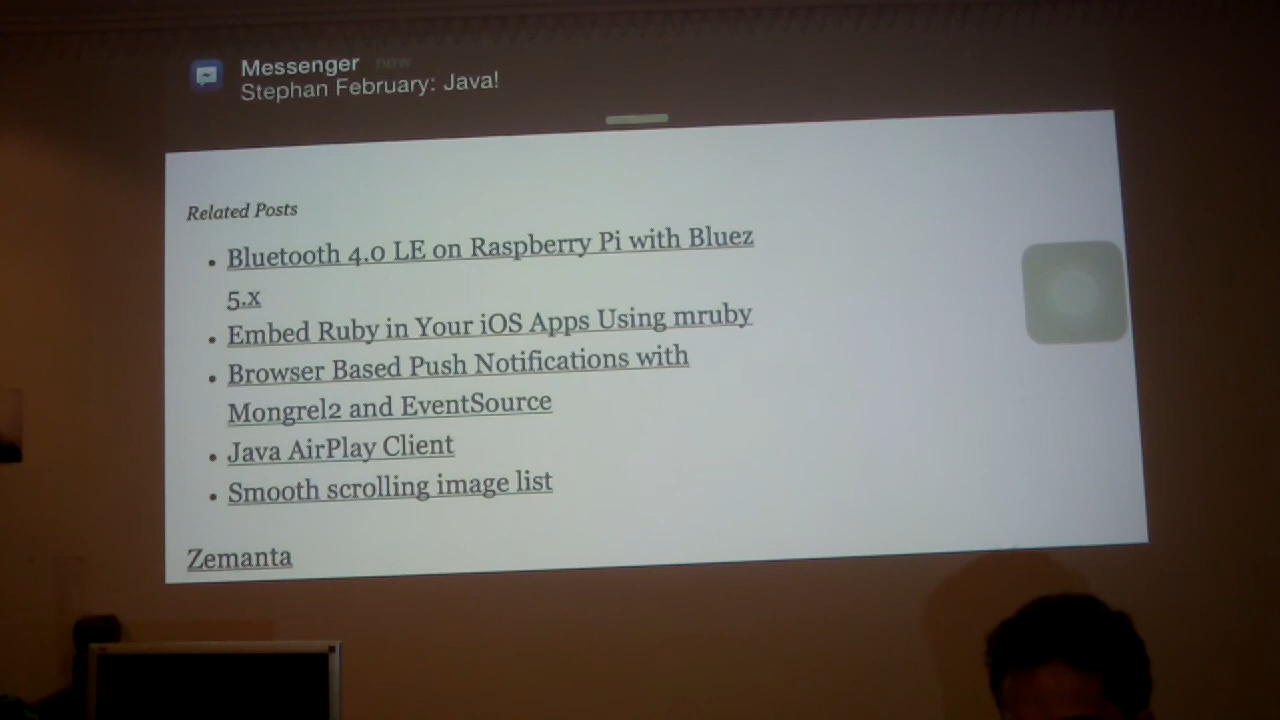 Messenger now
Stephan February: Java!
Related Posts
• Bluetooth 4.0 LE on Raspberry Pi with Bluez
5.x
• Embed Ruby in Your iOS Apps Using mruby
• Browser Based Push Notifications with
Mongrel2 and EventSource
• Java AirPlay Client
• Smooth scrolling image list
Zemanta